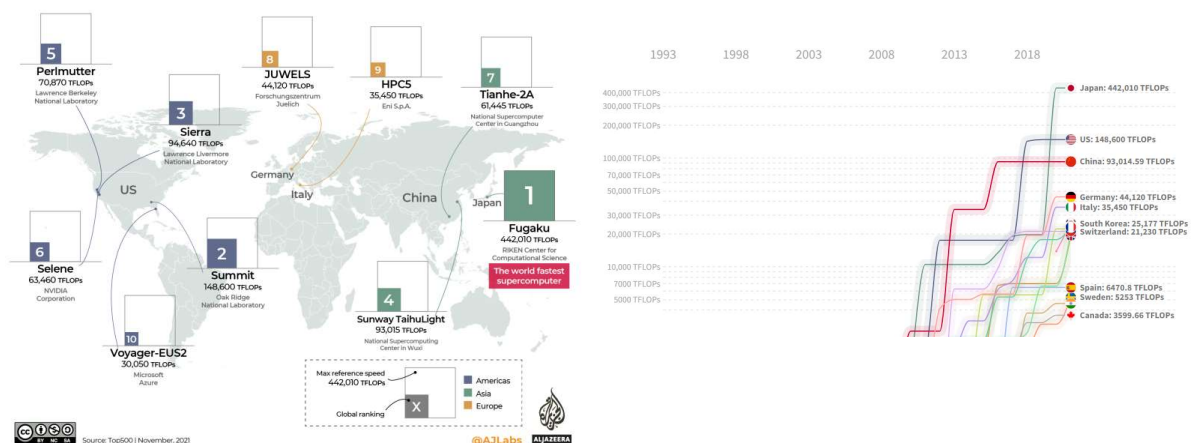 5
Perlmutter
70,870 TFLOPs
Lawrence Berkeley
National Laboratory
3
Sierra
94,640 TFLOPs
Lawrence Livermore
National Laboratory
8
JUWELS
44,120 TFLOPs
Forschungszentrum
Juelich
9
HPC5
35,450 TFLOPs
Eni S.p.A.
7
Tianhe-2A
61,445 TFLOPs
National Supercomputer
Center in Guangzhou
US
Germany
Italy
China
Japan
1
Fugaku
442,010 TFLOPs
RIKEN Center for
Computational Science
The world fastest
supercomputer
6
Selene
63,460 TFLOPs
NVIDIA
Corporation
2
Summit
148,600 TFLOPs
Oak Ridge
National Laboratory
4
Sunway TaihuLight
93,015 TFLOPs
National Supercomputing
Center in Wuxi
10
Voyager-EUS2
30,050 TFLOPs
Microsoft
Azure
Max reference speed
442,010 TFLOPs
X
Global ranking
Americas
Asia
Europe
CC BY NC SA
Source: Top500 | November, 2021
@AJLabs
ALJAZEERA
1993 1998 2003 2008 2013 2018
400,000 TFLOPs
300,000 TFLOPs
200,000 TFLOPs
100,000 TFLOPs
70,000 TFLOPs
50,000 TFLOPs
30,000 TFLOPs
20,000 TFLOPs
10,000 TFLOPs
7000 TFLOPs
5000 TFLOPs
Japan: 442,010 TFLOPs
US: 148,600 TFLOPs
China: 93,014.59 TFLOPs
Germany: 44,120 TFLOPs
Italy: 35,450 TFLOPs
South Korea: 25,177 TFLOPs
Switzerland: 21,230 TFLOPs
Spain: 6470.8 TFLOPs
Sweden: 5253 TFLOPs
Canada: 3599.66 TFLOPs